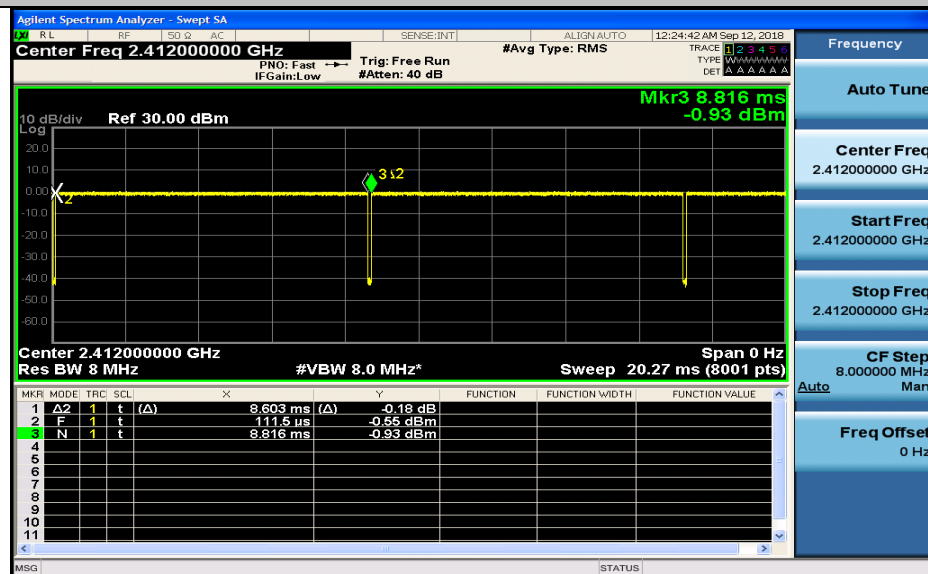 Agilent Spectrum Analyzer - Swept SA
LXI RL RF 50 Ω AC SENSE:INT ALIGN AUTO 12:24:42 AM Sep 12, 2018
Center Freq 2.412000000 GHz
#Avg Type: RMS
TRACE 1 2 3 4 5 6
PNO: Fast
Trig: Free Run
TYPE WWWWWW
IFGain:Low
#Atten: 40 dB
DET A A A A A A
Mkr3 8.816 ms
-0.93 dBm
10 dB/div Ref 30.00 dBm
Log
20.0
10.0
0.00
-10.0
-20.0
-30.0
-40.0
-50.0
-60.0
2
3
Δ2
Center 2.412000000 GHz Span 0 Hz
Res BW 8 MHz #VBW 8.0 MHz* Sweep 20.27 ms (8001 pts)
MKR MODE TRC SCL X Y FUNCTION FUNCTION WIDTH FUNCTION VALUE
1 Δ2 1 t (Δ) 8.603 ms (Δ) -0.18 dB
2 F 1 t 111.5 µs -0.55 dBm
3 N 1 t 8.816 ms -0.93 dBm
4
5
6
7
8
9
10
11
MSG STATUS
Frequency
Auto Tune
Center Freq
2.412000000 GHz
Start Freq
2.412000000 GHz
Stop Freq
2.412000000 GHz
CF Step
8.000000 MHz
Auto Man
Freq Offset
0 Hz